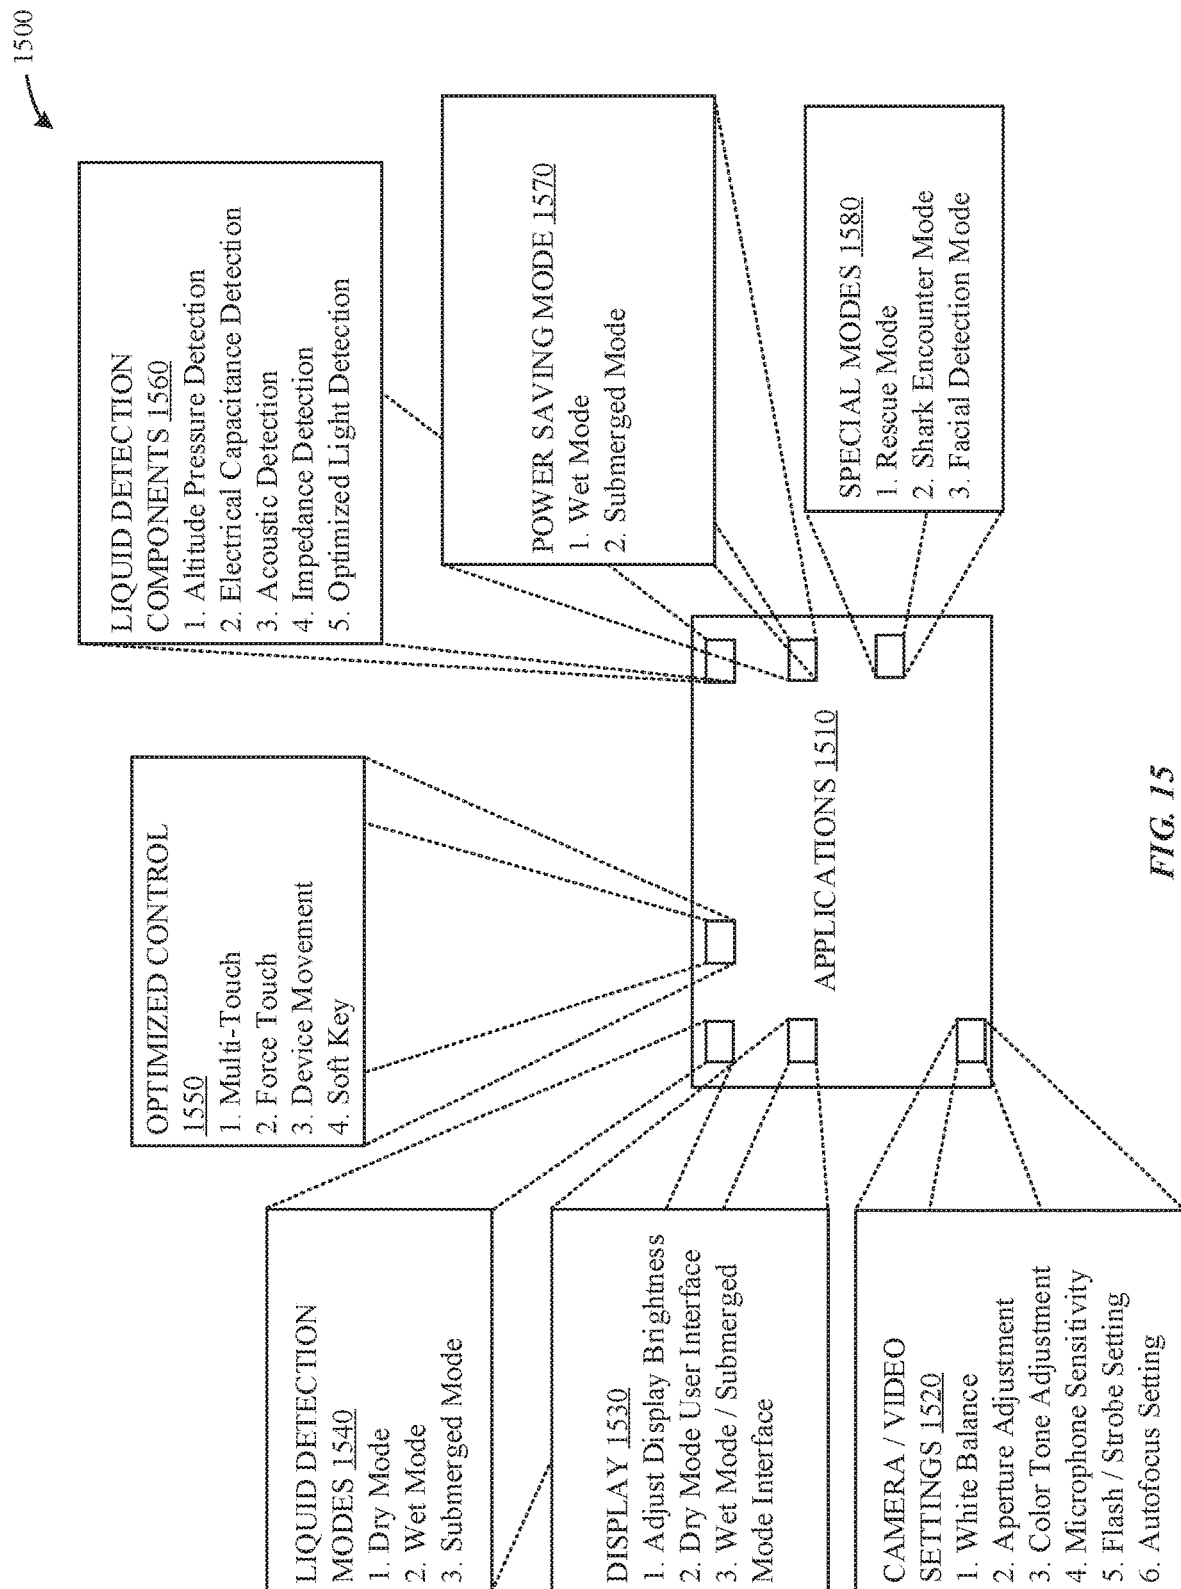 1500
LIQUID DETECTION
MODES 1540
1. Dry Mode
2. Wet Mode
3. Submerged Mode
DISPLAY 1530
1. Adjust Display Brightness
2. Dry Mode User Interface
3. Wet Mode / Submerged
Mode Interface
CAMERA / VIDEO
SETTINGS 1520
1. White Balance
2. Aperture Adjustment
3. Color Tone Adjustment
4. Microphone Sensitivity
5. Flash / Strobe Setting
6. Autofocus Setting
OPTIMIZED CONTROL
1550
1. Multi-Touch
2. Force Touch
3. Device Movement
4. Soft Key
APPLICATIONS 1510
LIQUID DETECTION
COMPONENTS 1560
1. Altitude Pressure Detection
2. Electrical Capacitance Detection
3. Acoustic Detection
4. Impedance Detection
5. Optimized Light Detection
POWER SAVING MODE 1570
1. Wet Mode
2. Submerged Mode
SPECIAL MODES 1580
1. Rescue Mode
2. Shark Encounter Mode
3. Facial Detection Mode
FIG. 15